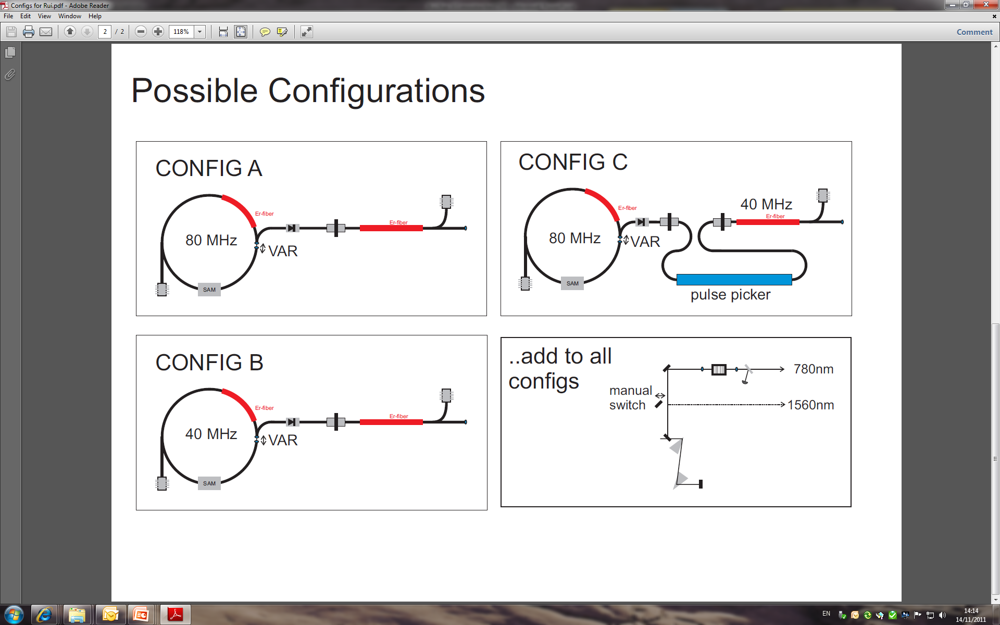 Configs for Rui.pdf - Adobe Reader
File Edit View Window Help
2 / 2 118% Comment
Possible Configurations
CONFIG A
Er-fiber
Er-fiber
80 MHz
VAR
SAM
CONFIG C
Er-fiber
40 MHz
Er-fiber
80 MHz
VAR
SAM
pulse picker
CONFIG B
Er-fiber
Er-fiber
40 MHz
VAR
SAM
..add to all
configs
780nm
manual
switch
1560nm
EN
14:14
14/11/2011